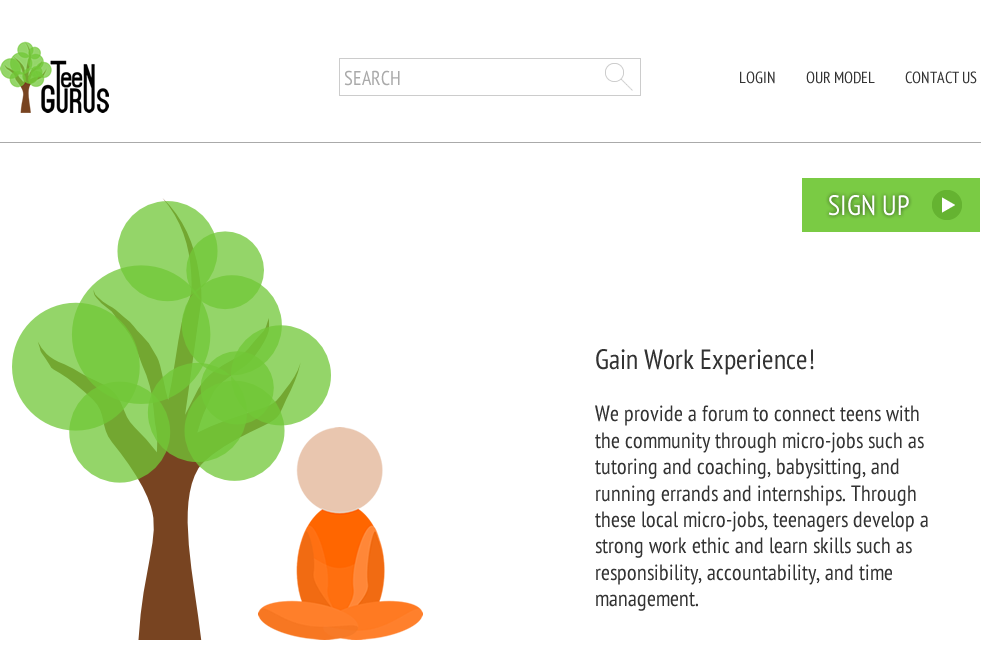 TeeN
GURUS
SEARCH
LOGIN OUR MODEL CONTACT US
SIGN UP
Gain Work Experience!
We provide a forum to connect teens with
the community through micro-jobs such as
tutoring and coaching, babysitting, and
running errands and internships. Through
these local micro-jobs, teenagers develop a
strong work ethic and learn skills such as
responsibility, accountability, and time
management.